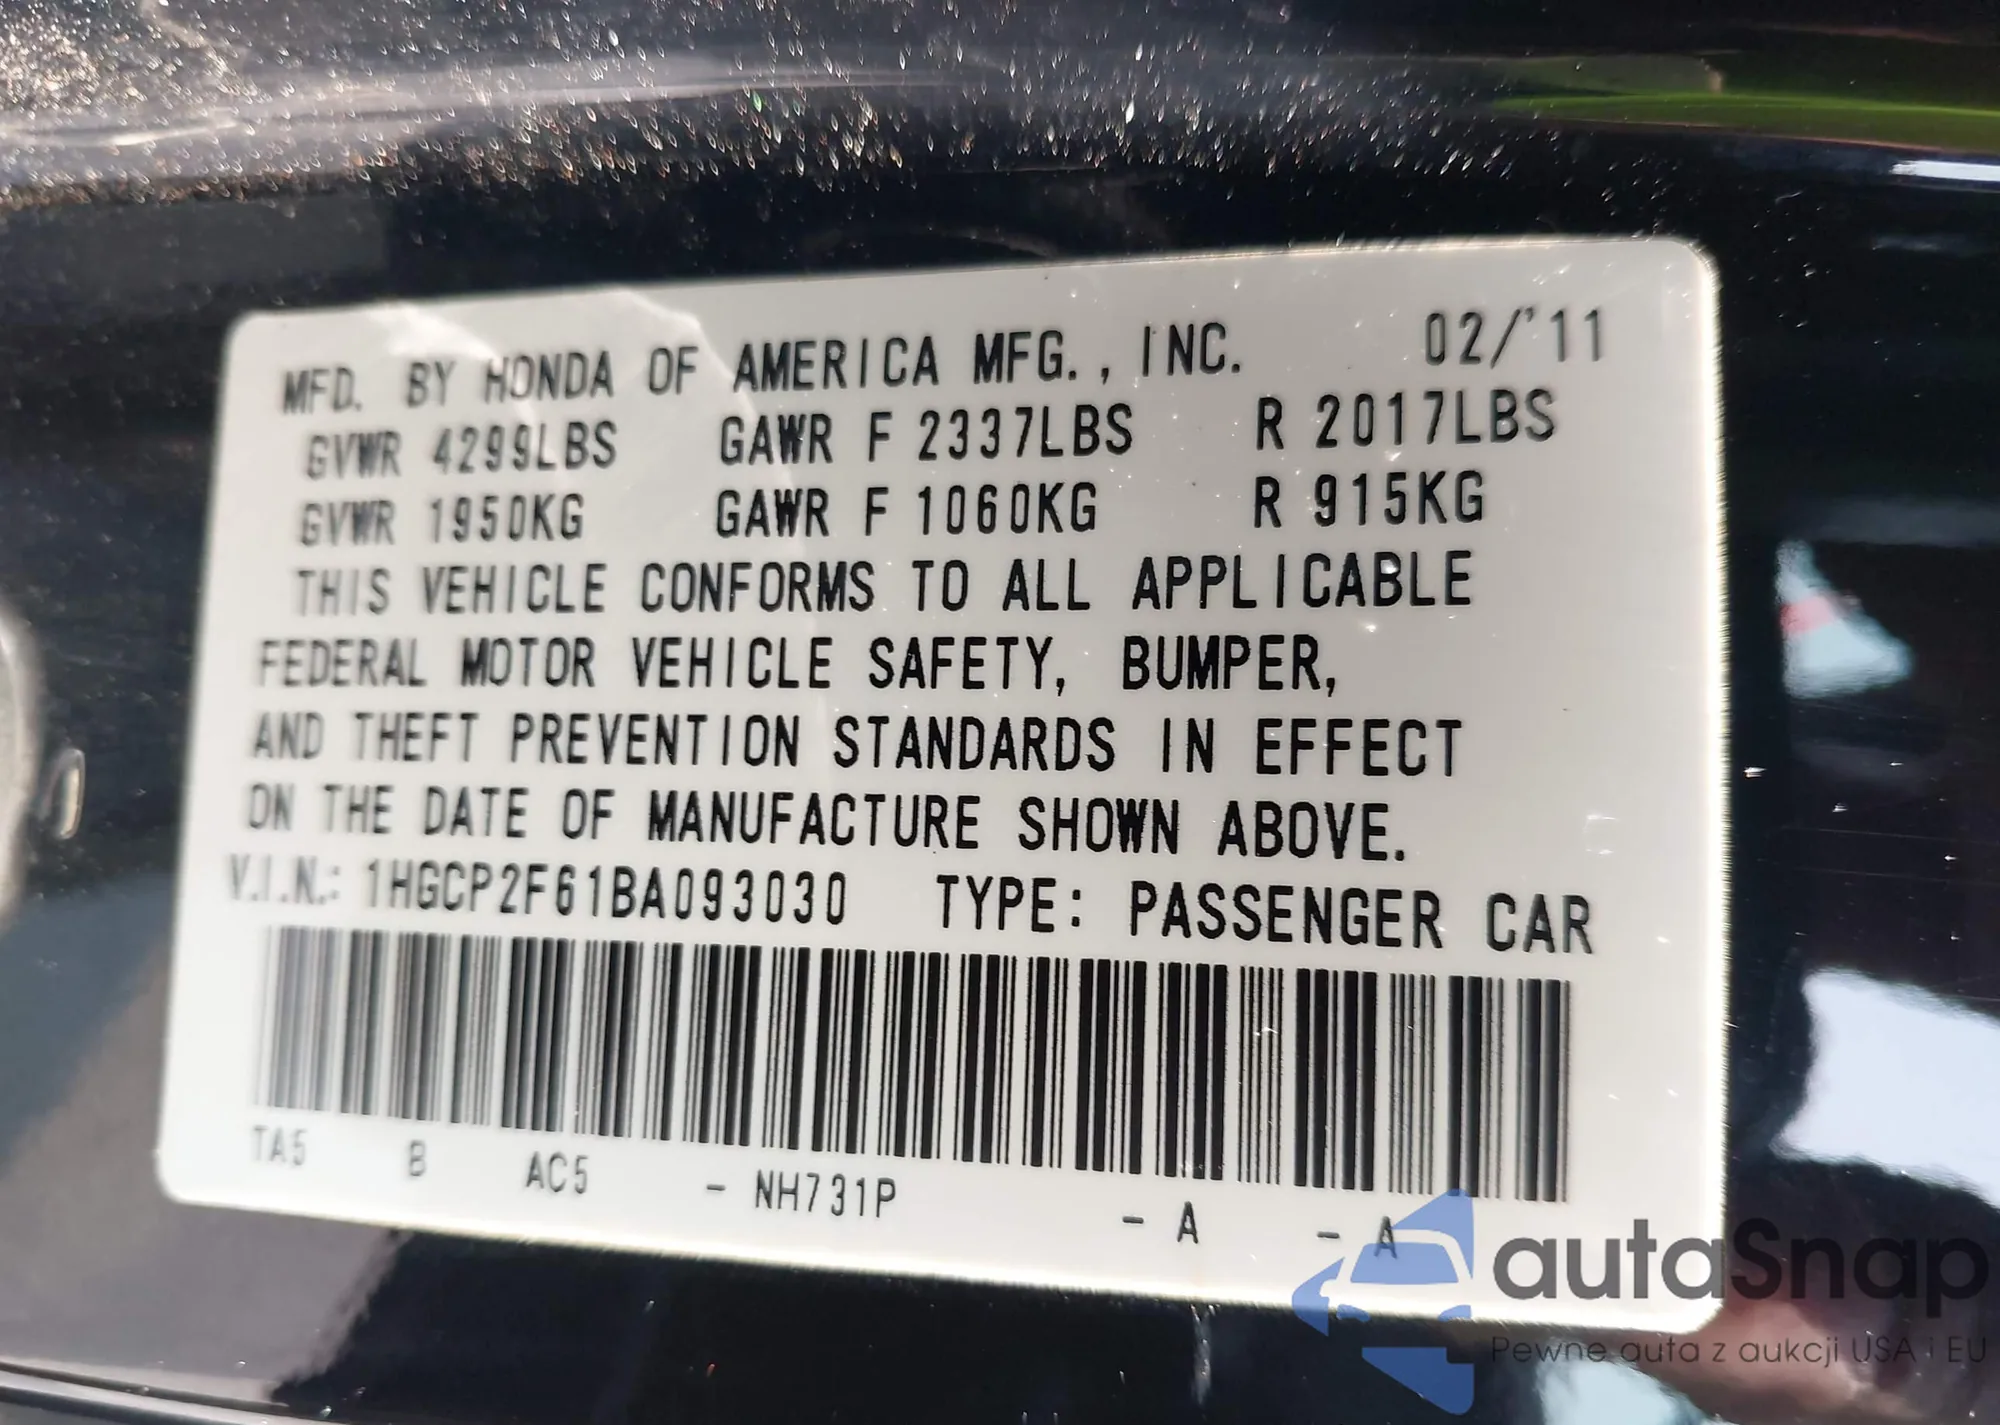 MFD. BY HONDA OF AMERICA MFG., INC. 02/'11
GVWR 4299LBS GAWR F 2337LBS R 2017LBS
GVWR 1950KG GAWR F 1060KG R 915KG
THIS VEHICLE CONFORMS TO ALL APPLICABLE
FEDERAL MOTOR VEHICLE SAFETY, BUMPER,
AND THEFT PREVENTION STANDARDS IN EFFECT
ON THE DATE OF MANUFACTURE SHOWN ABOVE.
V.I.N.: 1HGCP2F61BA093030 TYPE: PASSENGER CAR
TA5 B AC5 - NH731P - A - A
autaSnap
Pewne auta z aukcji USA i EU